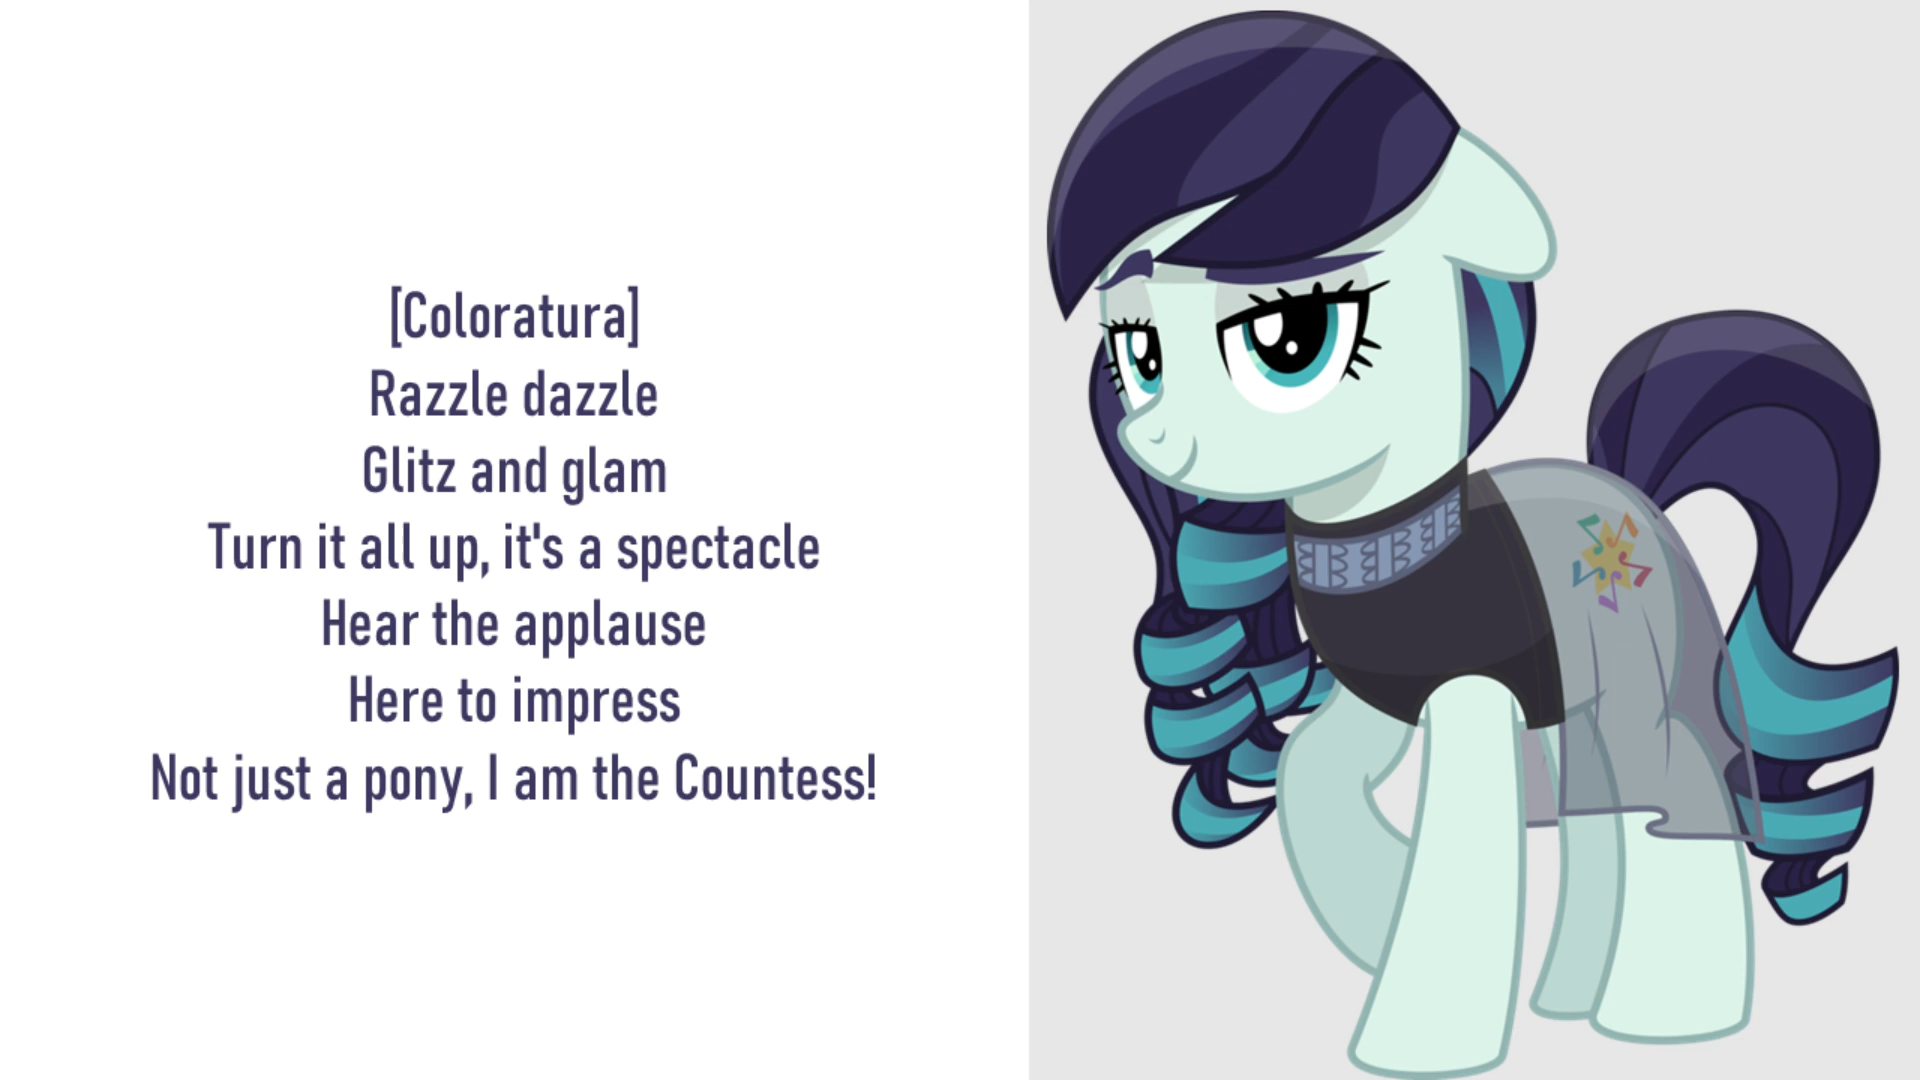 [Coloratura]
Razzle dazzle
Glitz and glam
Turn it all up, it's a spectacle
Hear the applause
Here to impress
Not just a pony, I am the Countess!